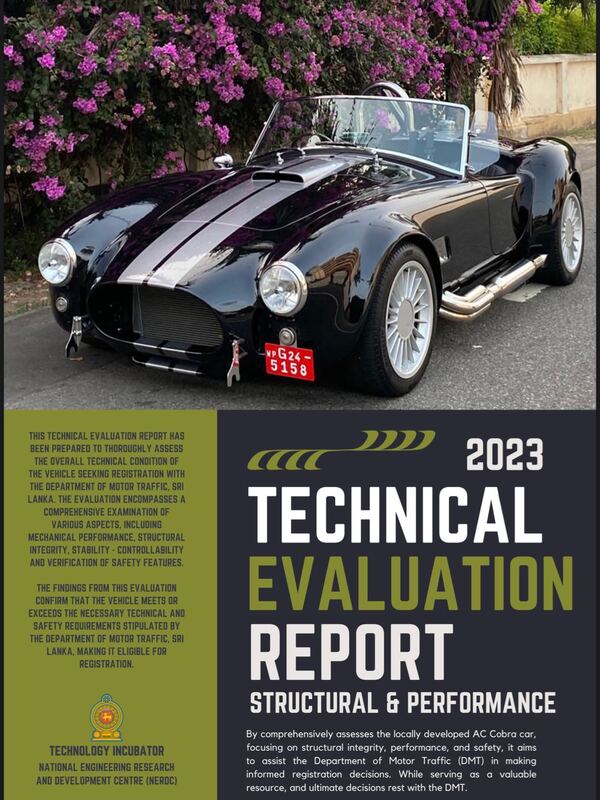 WP G24 –
5158
THIS TECHNICAL EVALUATION REPORT HAS
BEEN PREPARED TO THOROUGHLY ASSESS
THE OVERALL TECHNICAL CONDITION OF
THE VEHICLE SEEKING REGISTRATION WITH
THE DEPARTMENT OF MOTOR TRAFFIC, SRI
LANKA. THE EVALUATION ENCOMPASSES A
COMPREHENSIVE EXAMINATION OF
VARIOUS ASPECTS, INCLUDING
MECHANICAL PERFORMANCE, STRUCTURAL
INTEGRITY, STABILITY - CONTROLLABILITY
AND VERIFICATION OF SAFETY FEATURES.
THE FINDINGS FROM THIS EVALUATION
CONFIRM THAT THE VEHICLE MEETS OR
EXCEEDS THE NECESSARY TECHNICAL AND
SAFETY REQUIREMENTS STIPULATED BY
THE DEPARTMENT OF MOTOR TRAFFIC, SRI
LANKA, MAKING IT ELIGIBLE FOR
REGISTRATION.
TECHNOLOGY INCUBATOR
NATIONAL ENGINEERING RESEARCH
AND DEVELOPMENT CENTRE (NERDC)
2023
TECHNICAL
EVALUATION
REPORT
STRUCTURAL & PERFORMANCE
By comprehensively assesses the locally developed AC Cobra car,
focusing on structural integrity, performance, and safety, it aims
to assist the Department of Motor Traffic (DMT) in making
informed registration decisions. While serving as a valuable
resource, and ultimate decisions rest with the DMT.